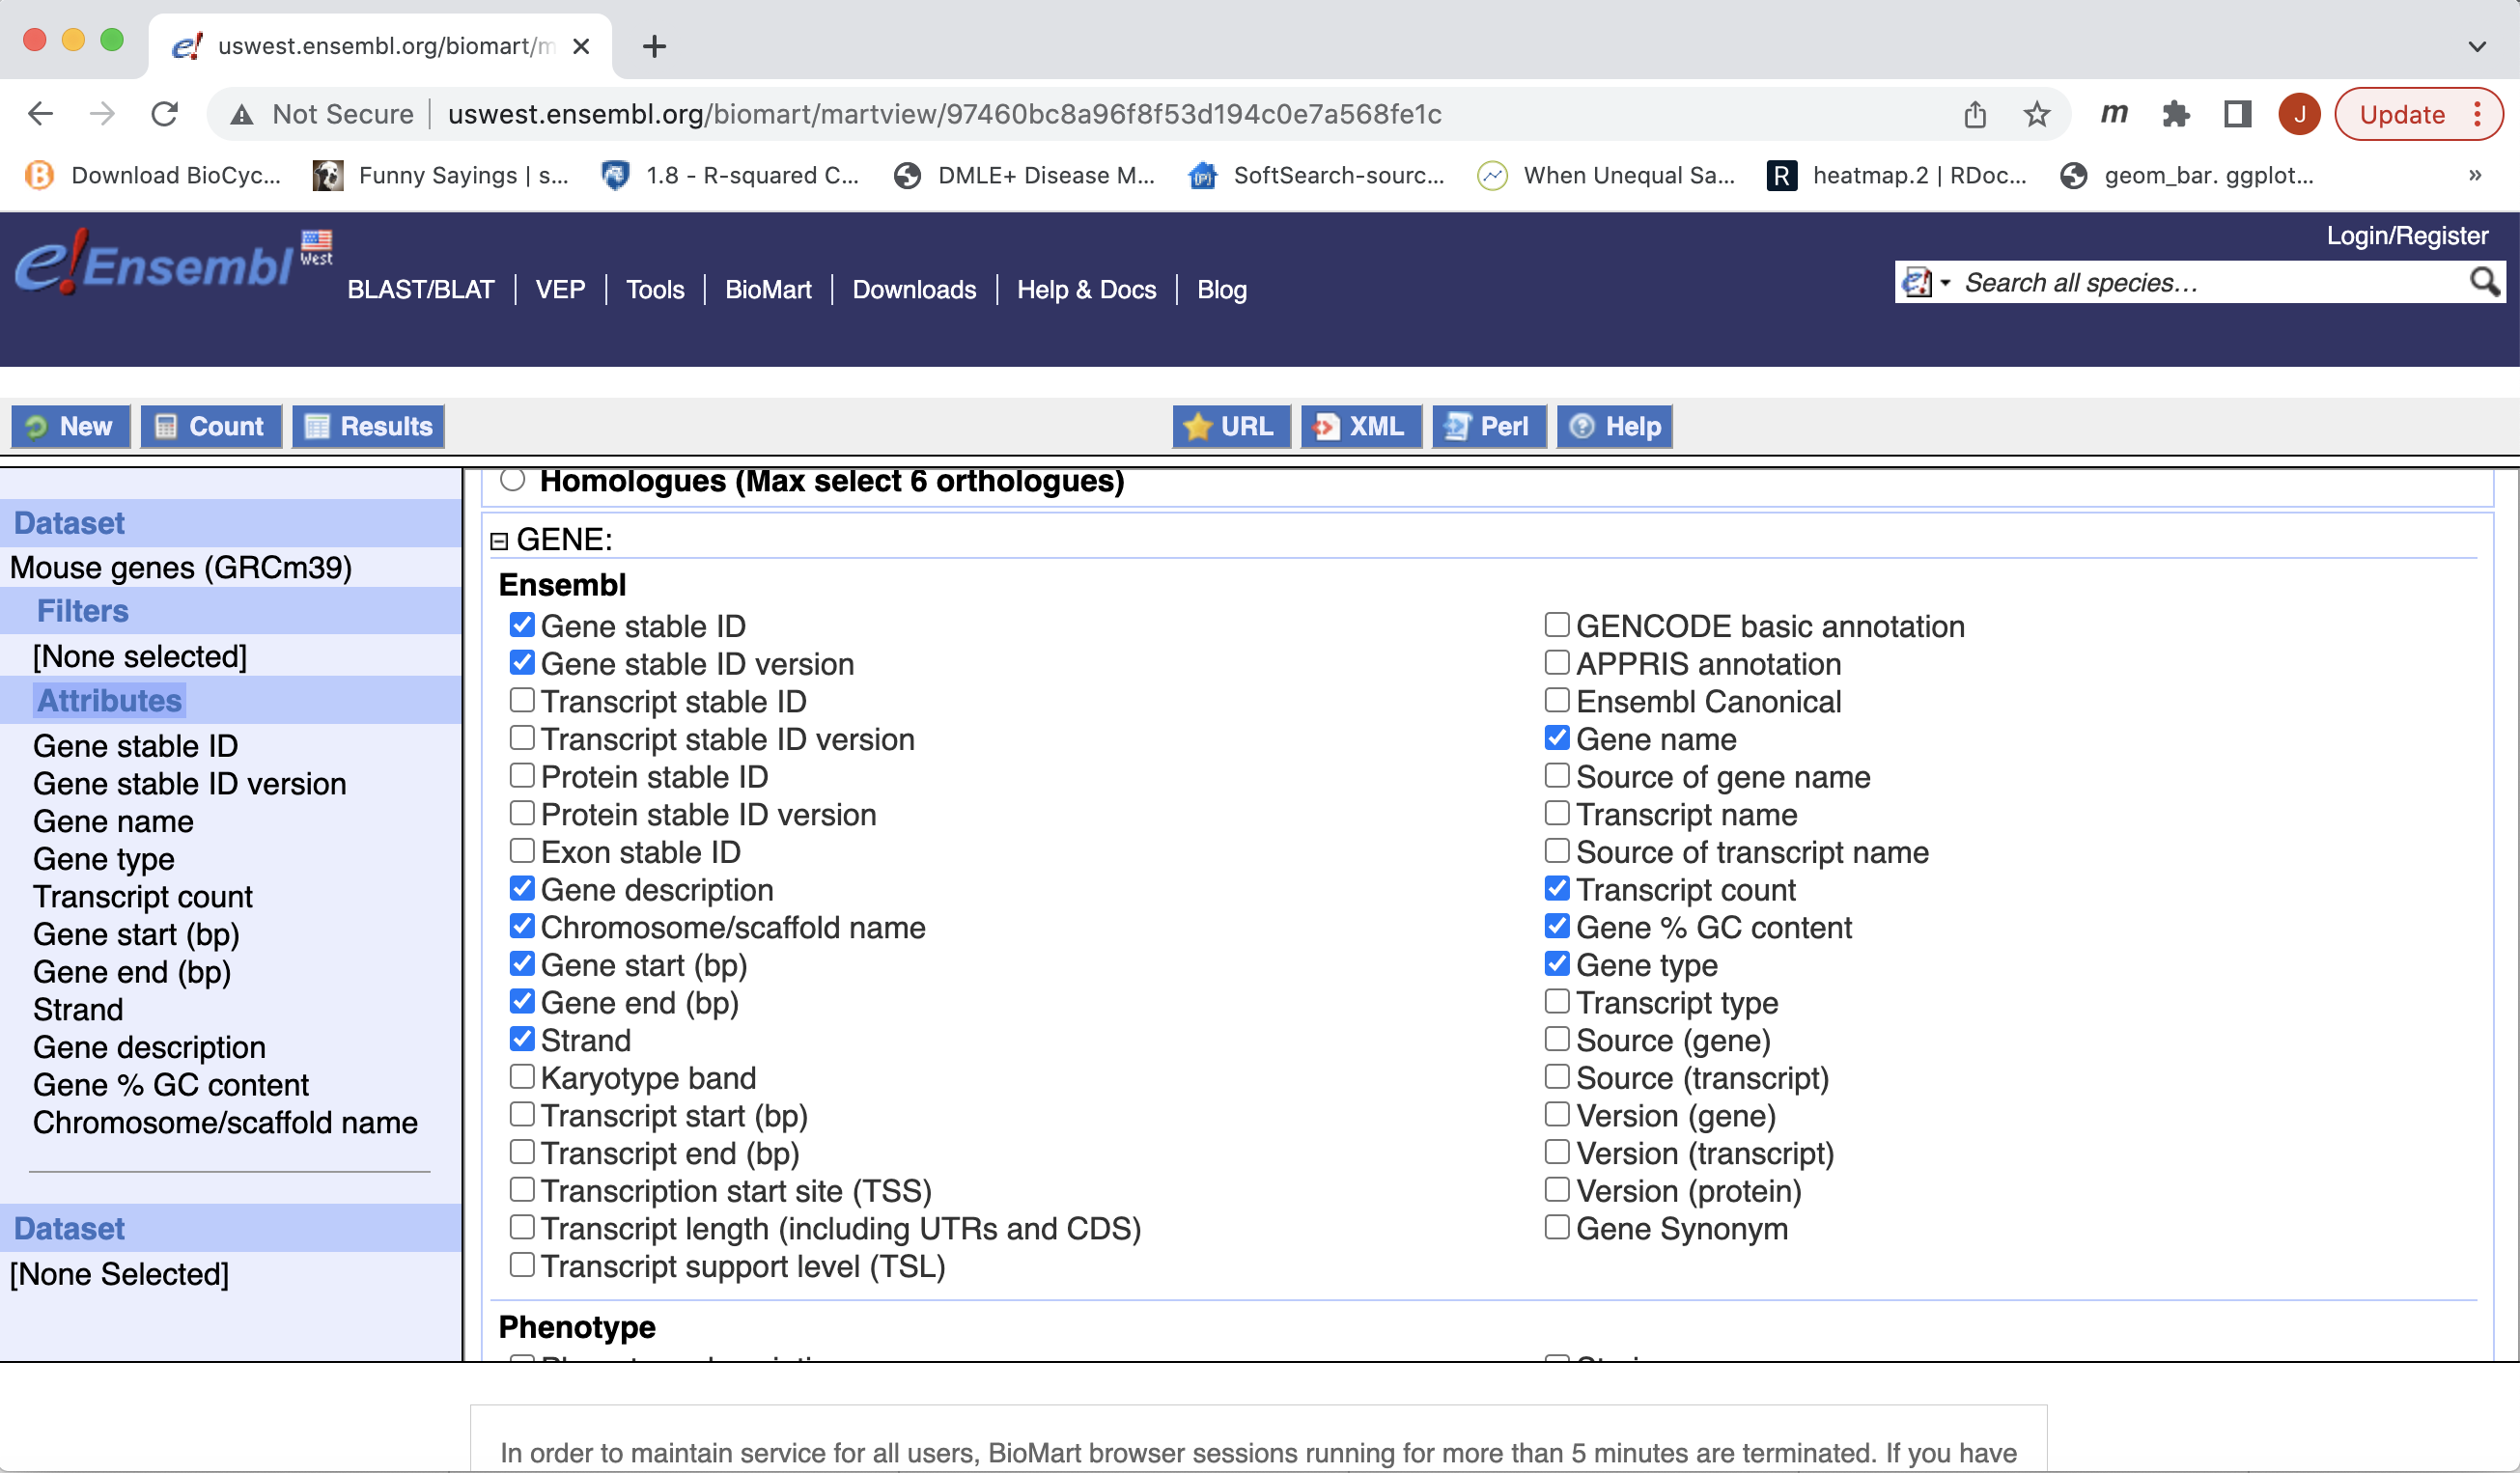 uswest.ensembl.org/biomart/m
Not Secure
uswest.ensembl.org/biomart/martview/97460bc8a96f8f53d194c0e7a568fe1c
m
J
Update
Download BioCyc...
Funny Sayings | s...
1.8 - R-squared C...
DMLE+ Disease M...
SoftSearch-sourc...
When Unequal Sa...
R
heatmap.2 | RDoc...
geom_bar. ggplot...
»
e!Ensembl
West
BLAST/BLAT | VEP | Tools | BioMart | Downloads | Help & Docs | Blog
Login/Register
Search all species...
New
Count
Results
URL
XML
Perl
Help
Dataset
Mouse genes (GRCm39)
Filters
[None selected]
Attributes
Gene stable ID
Gene stable ID version
Gene name
Gene type
Transcript count
Gene start (bp)
Gene end (bp)
Strand
Gene description
Gene % GC content
Chromosome/scaffold name
Dataset
[None Selected]
Homologues (Max select 6 orthologues)
GENE:
Ensembl
Gene stable ID
Gene stable ID version
Transcript stable ID
Transcript stable ID version
Protein stable ID
Protein stable ID version
Exon stable ID
Gene description
Chromosome/scaffold name
Gene start (bp)
Gene end (bp)
Strand
Karyotype band
Transcript start (bp)
Transcript end (bp)
Transcription start site (TSS)
Transcript length (including UTRs and CDS)
Transcript support level (TSL)
GENCODE basic annotation
APPRIS annotation
Ensembl Canonical
Gene name
Source of gene name
Transcript name
Source of transcript name
Transcript count
Gene % GC content
Gene type
Transcript type
Source (gene)
Source (transcript)
Version (gene)
Version (transcript)
Version (protein)
Gene Synonym
Phenotype
In order to maintain service for all users, BioMart browser sessions running for more than 5 minutes are terminated. If you have